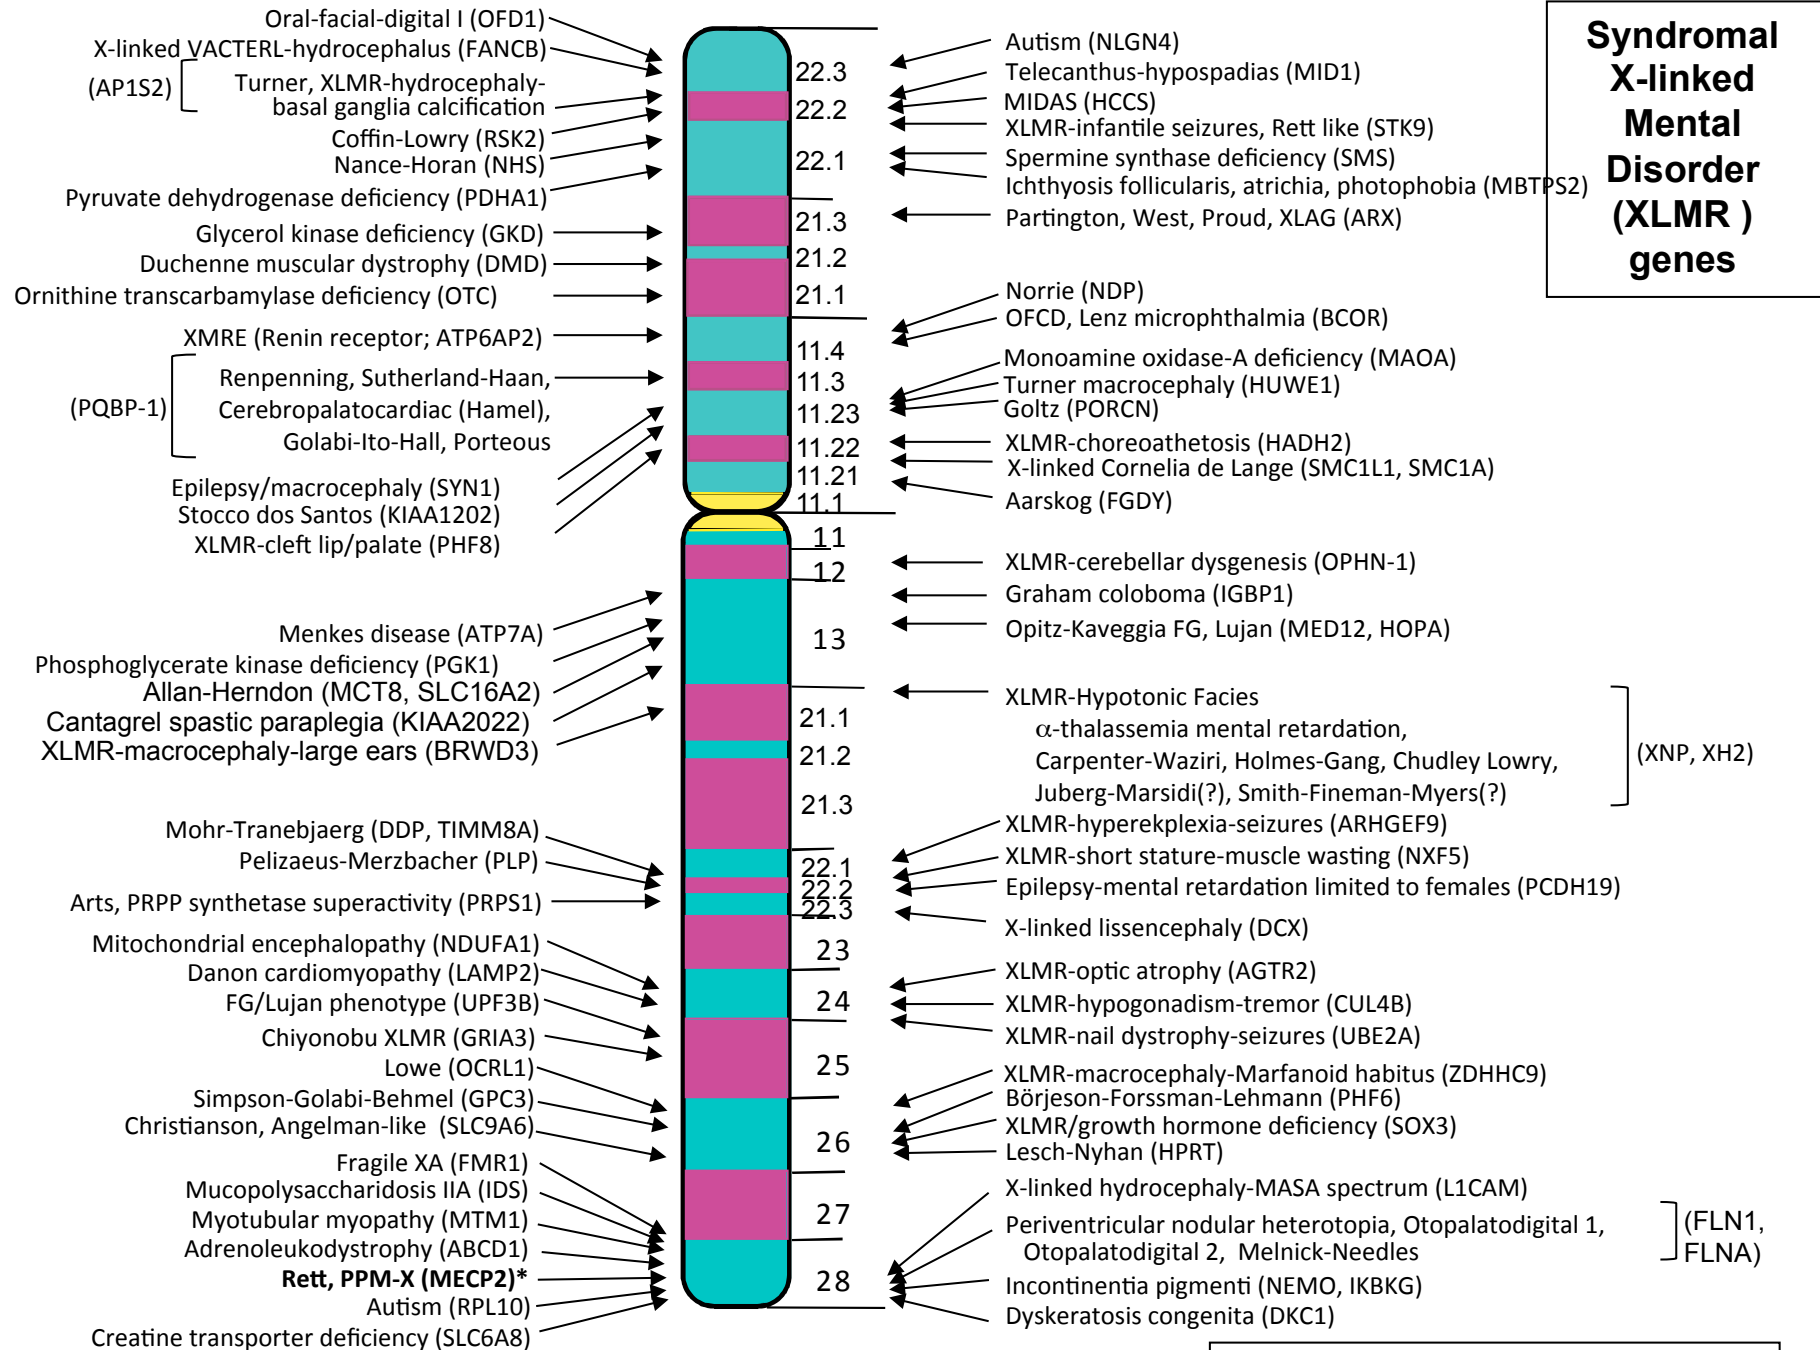 Oral-facial-digital I (OFD1)
X-linked VACTERL-hydrocephalus (FANCB)
(AP1S2)
Turner, XLMR-hydrocephaly-
basal ganglia calcification
Coffin-Lowry (RSK2)
Nance-Horan (NHS)
Pyruvate dehydrogenase deficiency (PDHA1)
Glycerol kinase deficiency (GKD)
Duchenne muscular dystrophy (DMD)
Ornithine transcarbamylase deficiency (OTC)
XMRE (Renin receptor; ATP6AP2)
(PQBP-1)
Renpenning, Sutherland-Haan,
Cerebropalatocardiac (Hamel),
Golabi-Ito-Hall, Porteous
Epilepsy/macrocephaly (SYN1)
Stocco dos Santos (KIAA1202)
XLMR-cleft lip/palate (PHF8)
Menkes disease (ATP7A)
Phosphoglycerate kinase deficiency (PGK1)
Allan-Herndon (MCT8, SLC16A2)
Cantagrel spastic paraplegia (KIAA2022)
XLMR-macrocephaly-large ears (BRWD3)
Mohr-Tranebjaerg (DDP, TIMM8A)
Pelizaeus-Merzbacher (PLP)
Arts, PRPP synthetase superactivity (PRPS1)
Mitochondrial encephalopathy (NDUFA1)
Danon cardiomyopathy (LAMP2)
FG/Lujan phenotype (UPF3B)
Chiyonobu XLMR (GRIA3)
Lowe (OCRL1)
Simpson-Golabi-Behmel (GPC3)
Christianson, Angelman-like (SLC9A6)
Fragile XA (FMR1)
Mucopolysaccharidosis IIA (IDS)
Myotubular myopathy (MTM1)
Adrenoleukodystrophy (ABCD1)
Rett, PPM-X (MECP2)*
Autism (RPL10)
Creatine transporter deficiency (SLC6A8)
22.3
22.2
22.1
21.3
21.2
21.1
11.4
11.3
11.23
11.22
11.21
11.1
11
12
13
21.1
21.2
21.3
22.1
22.2
22.3
23
24
25
26
27
28
Autism (NLGN4)
Telecanthus-hypospadias (MID1)
MIDAS (HCCS)
XLMR-infantile seizures, Rett like (STK9)
Spermine synthase deficiency (SMS)
Ichthyosis follicularis, atrichia, photophobia (MBTPS2)
Partington, West, Proud, XLAG (ARX)
Norrie (NDP)
OFCD, Lenz microphthalmia (BCOR)
Monoamine oxidase-A deficiency (MAOA)
Turner macrocephaly (HUWE1)
Goltz (PORCN)
XLMR-choreoathetosis (HADH2)
X-linked Cornelia de Lange (SMC1L1, SMC1A)
Aarskog (FGDY)
XLMR-cerebellar dysgenesis (OPHN-1)
Graham coloboma (IGBP1)
Opitz-Kaveggia FG, Lujan (MED12, HOPA)
XLMR-Hypotonic Facies
α-thalassemia mental retardation,
Carpenter-Waziri, Holmes-Gang, Chudley Lowry,
Juberg-Marsidi(?), Smith-Fineman-Myers(?)
(XNP, XH2)
XLMR-hyperekplexia-seizures (ARHGEF9)
XLMR-short stature-muscle wasting (NXF5)
Epilepsy-mental retardation limited to females (PCDH19)
X-linked lissencephaly (DCX)
XLMR-optic atrophy (AGTR2)
XLMR-hypogonadism-tremor (CUL4B)
XLMR-nail dystrophy-seizures (UBE2A)
XLMR-macrocephaly-Marfanoid habitus (ZDHHC9)
Börjeson-Forssman-Lehmann (PHF6)
XLMR/growth hormone deficiency (SOX3)
Lesch-Nyhan (HPRT)
X-linked hydrocephaly-MASA spectrum (L1CAM)
Periventricular nodular heterotopia, Otopalatodigital 1,
Otopalatodigital 2, Melnick-Needles
(FLN1,
FLNA)
Incontinentia pigmenti (NEMO, IKBKG)
Dyskeratosis congenita (DKC1)
Syndromal
X-linked
Mental
Disorder
(XLMR )
genes